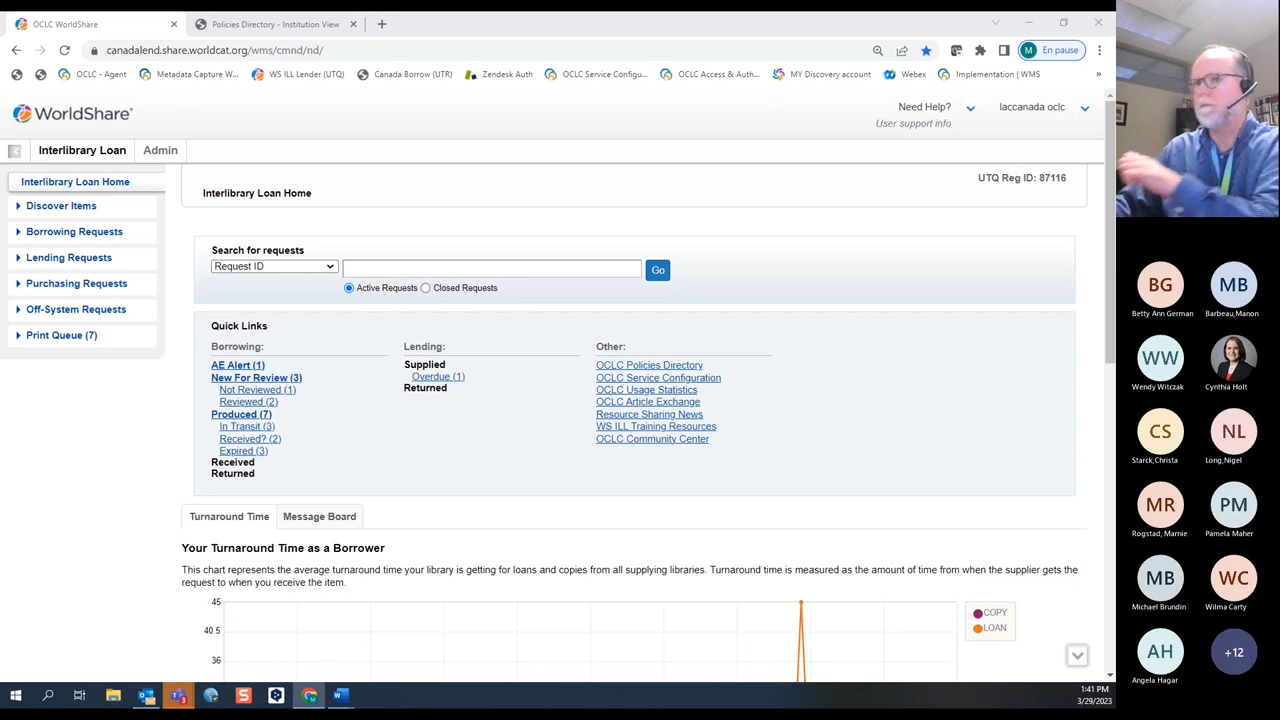 OCLC WorldShare
Policies Directory - Institution View
canadalend.share.worldcat.org/wms/cmnd/nd/
M En pause
OCLC - Agent
Metadata Capture W...
WS ILL Lender (UTQ)
Canada Borrow (UTR)
Zendesk Auth
OCLC Service Configu...
OCLC Access & Auth...
MY Discovery account
Webex
Implementation | WMS
»
WorldShare®
Need Help?
laccanada oclc
User support info
Interlibrary Loan
Admin
Interlibrary Loan Home
Discover Items
Borrowing Requests
Lending Requests
Purchasing Requests
Off-System Requests
Print Queue (7)
UTQ Reg ID: 87116
Interlibrary Loan Home
Search for requests
Request ID
Go
Active Requests
Closed Requests
Quick Links
Borrowing:
AE Alert (1)
New For Review (3)
Not Reviewed (1)
Reviewed (2)
Produced (7)
In Transit (3)
Received? (2)
Expired (3)
Received
Returned
Lending:
Supplied
Overdue (1)
Returned
Other:
OCLC Policies Directory
OCLC Service Configuration
OCLC Usage Statistics
OCLC Article Exchange
Resource Sharing News
WS ILL Training Resources
OCLC Community Center
Turnaround Time
Message Board
Your Turnaround Time as a Borrower
This chart represents the average turnaround time your library is getting for loans and copies from all supplying libraries. Turnaround time is measured as the amount of time from when the supplier gets the
request to when you receive the item.
45
40.5
36
COPY
LOAN
1:41 PM
3/29/2023
BG
Betty Ann German
MB
Barbeau,Manon
WW
Wendy Witczak
Cynthia Holt
CS
Starck,Christa
NL
Long,Nigel
MR
Rogstad, Marnie
PM
Pamela Maher
MB
Michael Brundin
WC
Wilma Carty
AH
Angela Hagar
+12